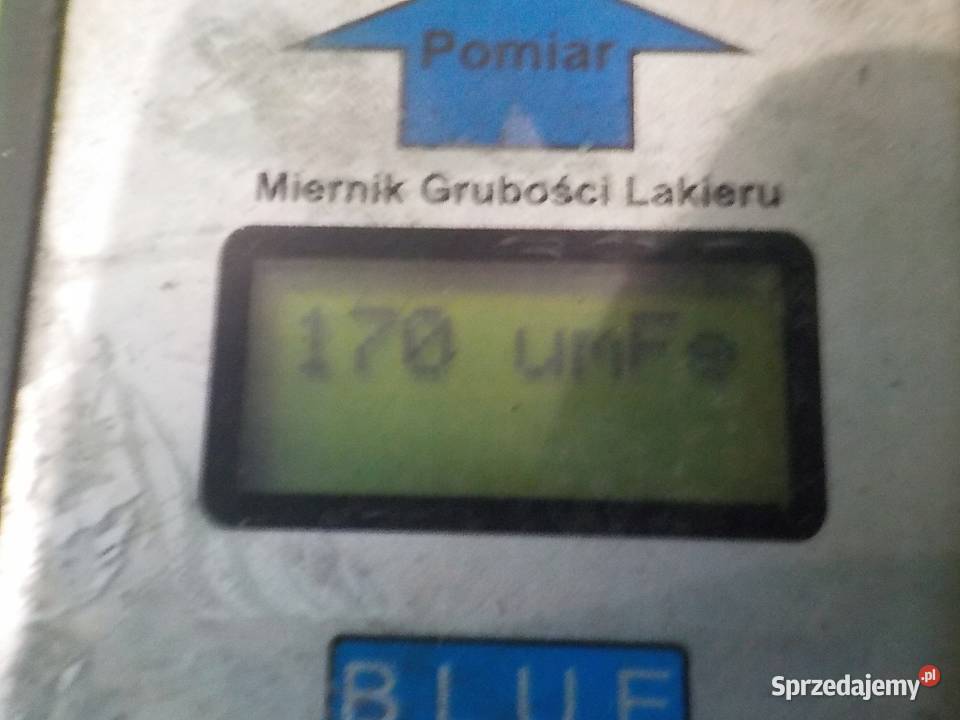 Pomiar
Miernik Grubości Lakieru
170 umFe
BLUE
Sprzedajemy.pl